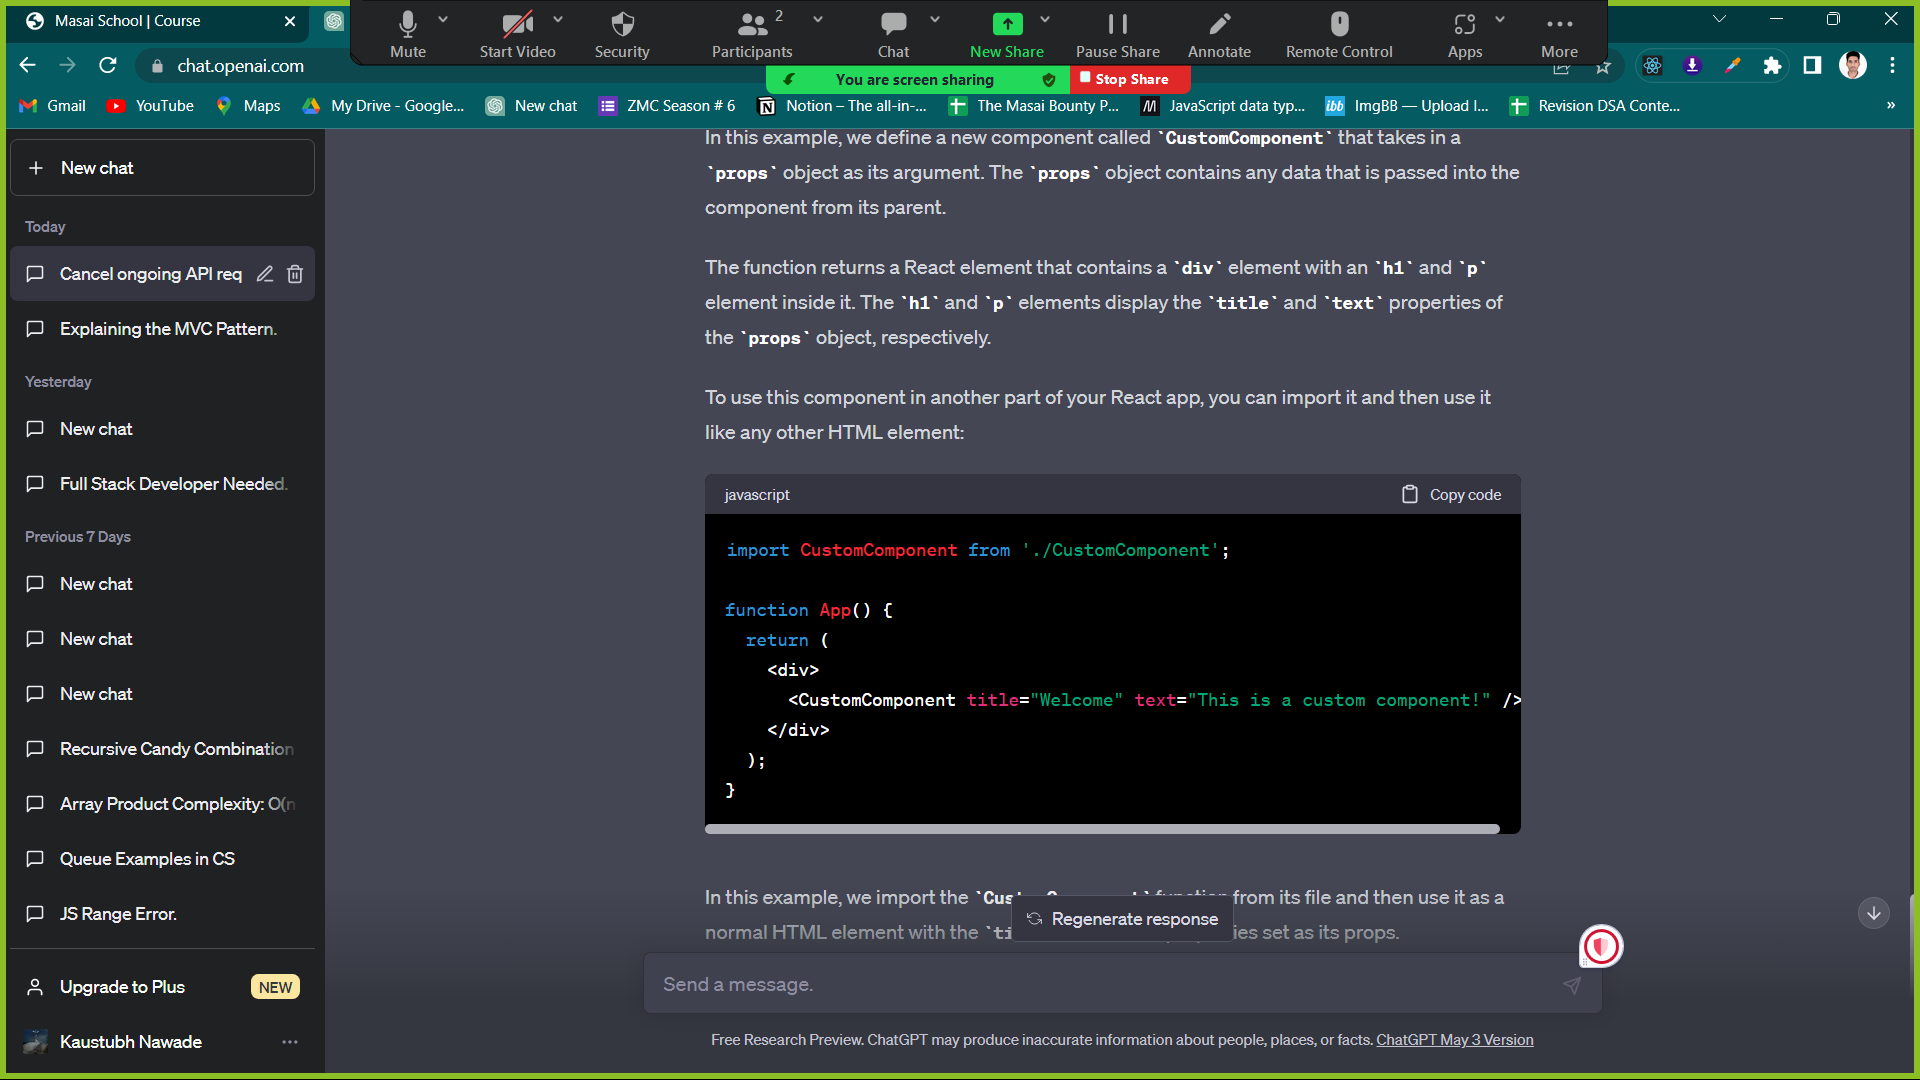 Masai School | Course
Mute
Start Video
Security
Participants
2
Chat
New Share
Pause Share
Annotate
Remote Control
Apps
More
chat.openai.com
You are screen sharing
Stop Share
Gmail
YouTube
Maps
My Drive - Google...
New chat
ZMC Season # 6
Notion – The all-in-...
The Masai Bounty P...
JavaScript data typ...
ImgBB — Upload I...
Revision DSA Conte...
»
New chat
Today
Cancel ongoing API req
Explaining the MVC Pattern.
Yesterday
New chat
Full Stack Developer Needed.
Previous 7 Days
New chat
New chat
New chat
Recursive Candy Combination
Array Product Complexity: O(n
Queue Examples in CS
JS Range Error.
Upgrade to Plus
NEW
Kaustubh Nawade
In this example, we define a new component called `CustomComponent` that takes in a
`props` object as its argument. The `props` object contains any data that is passed into the
component from its parent.
The function returns a React element that contains a `div` element with an `h1` and `p`
element inside it. The `h1` and `p` elements display the `title` and `text` properties of
the `props` object, respectively.
To use this component in another part of your React app, you can import it and then use it
like any other HTML element:
javascript
Copy code
import CustomComponent from './CustomComponent';
function App() {
return (
<div>
<CustomComponent title="Welcome" text="This is a custom component!" />
</div>
);
}
In this example, we import the `Cus from its file and then use it as a
normal HTML element with the `ti ies set as its props.
Regenerate response
Send a message.
Free Research Preview. ChatGPT may produce inaccurate information about people, places, or facts. ChatGPT May 3 Version